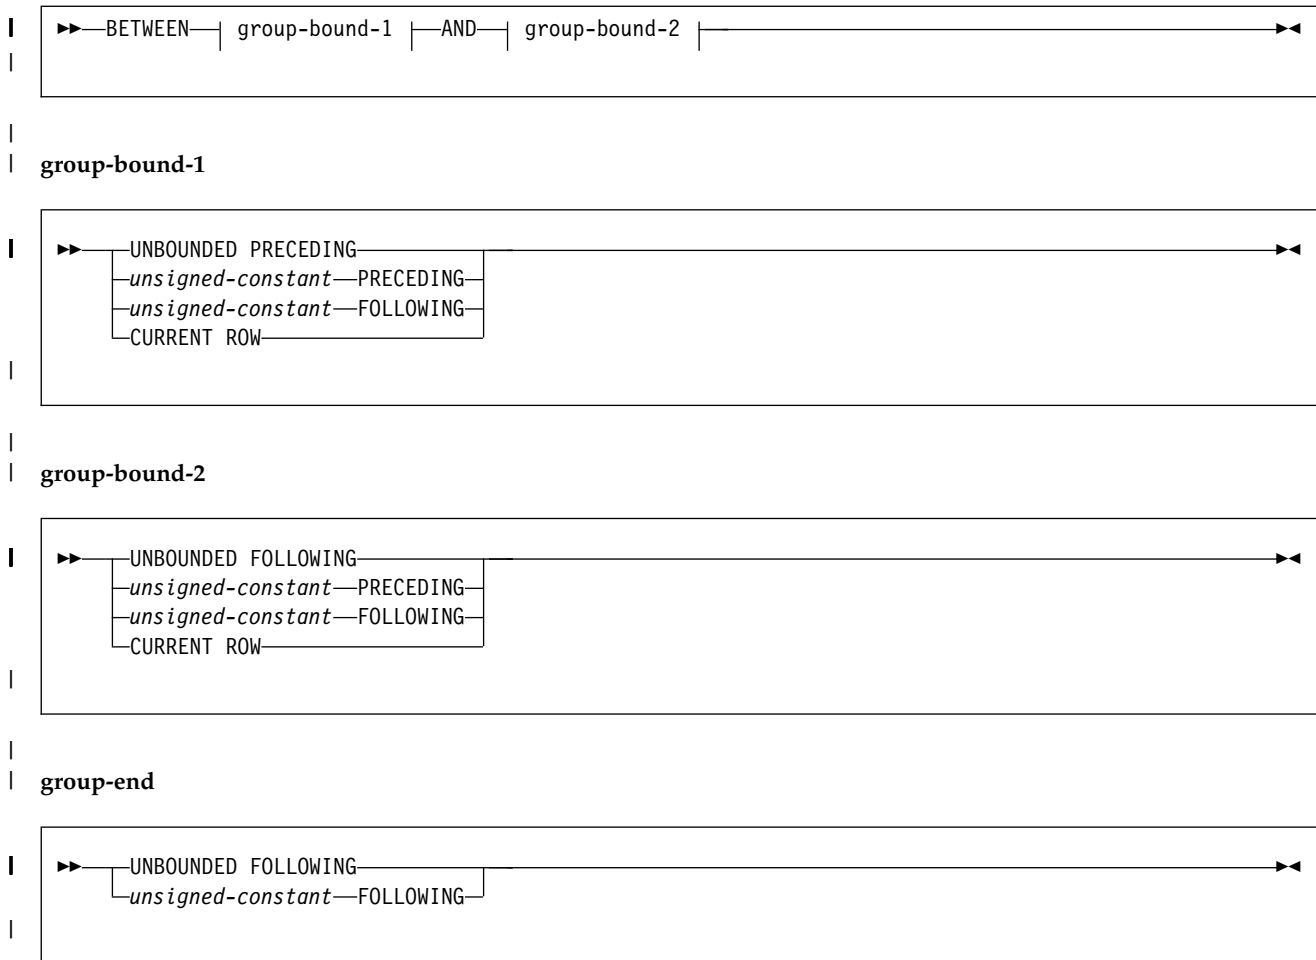 BETWEEN group-bound-1 AND group-bound-2
group-bound-1
UNBOUNDED PRECEDING
unsigned-constant PRECEDING
unsigned-constant FOLLOWING
CURRENT ROW
group-bound-2
UNBOUNDED FOLLOWING
unsigned-constant PRECEDING
unsigned-constant FOLLOWING
CURRENT ROW
group-end
UNBOUNDED FOLLOWING
unsigned-constant FOLLOWING